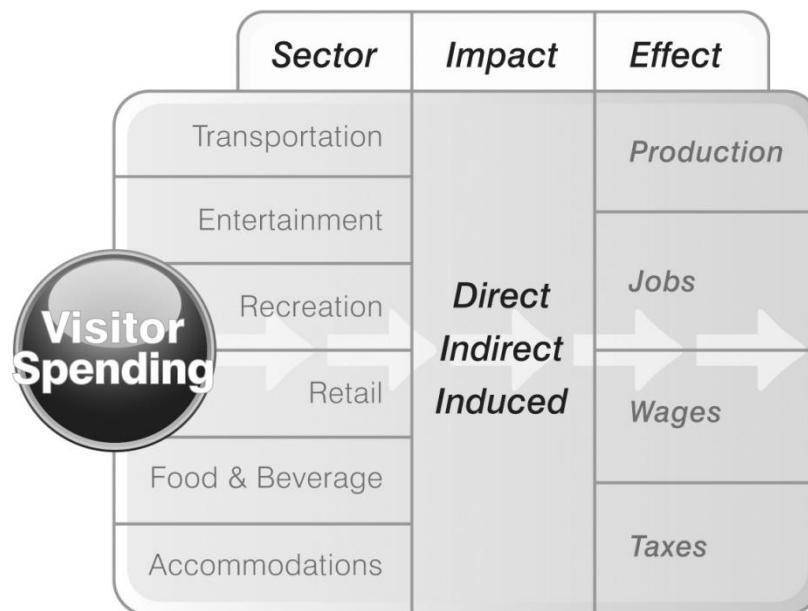 Sector
Impact
Effect
Transportation
Entertainment
Recreation
Retail
Food & Beverage
Accommodations
Visitor
Spending
Direct
Indirect
Induced
Production
Jobs
Wages
Taxes